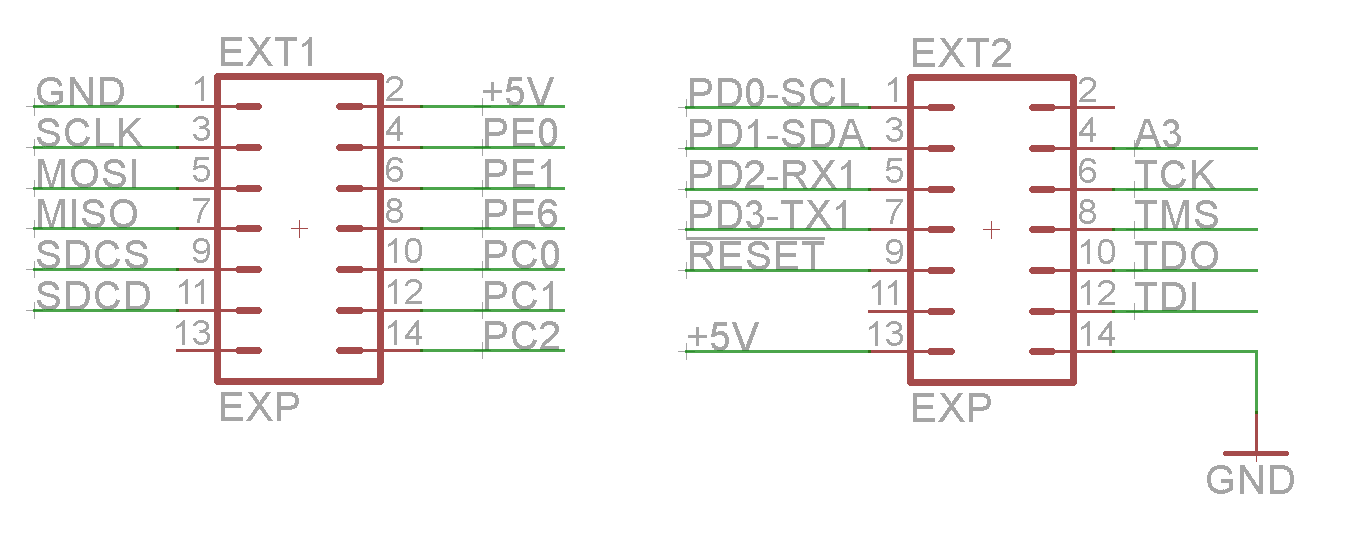 EXT1 EXT2
GND 1 2 +5V PD0-SCL 1 2
SCLK 3 4 PE0 PD1-SDA 3 4 A3
MOSI 5 6 PE1 PD2-RX1 5 6 TCK
MISO 7 8 PE6 PD3-TX1 7 8 TMS
SDCS 9 10 PC0 RESET 9 10 TDO
SDCD 11 12 PC1 11 12 TDI
13 14 PC2 +5V 13 14
EXP EXP
GND